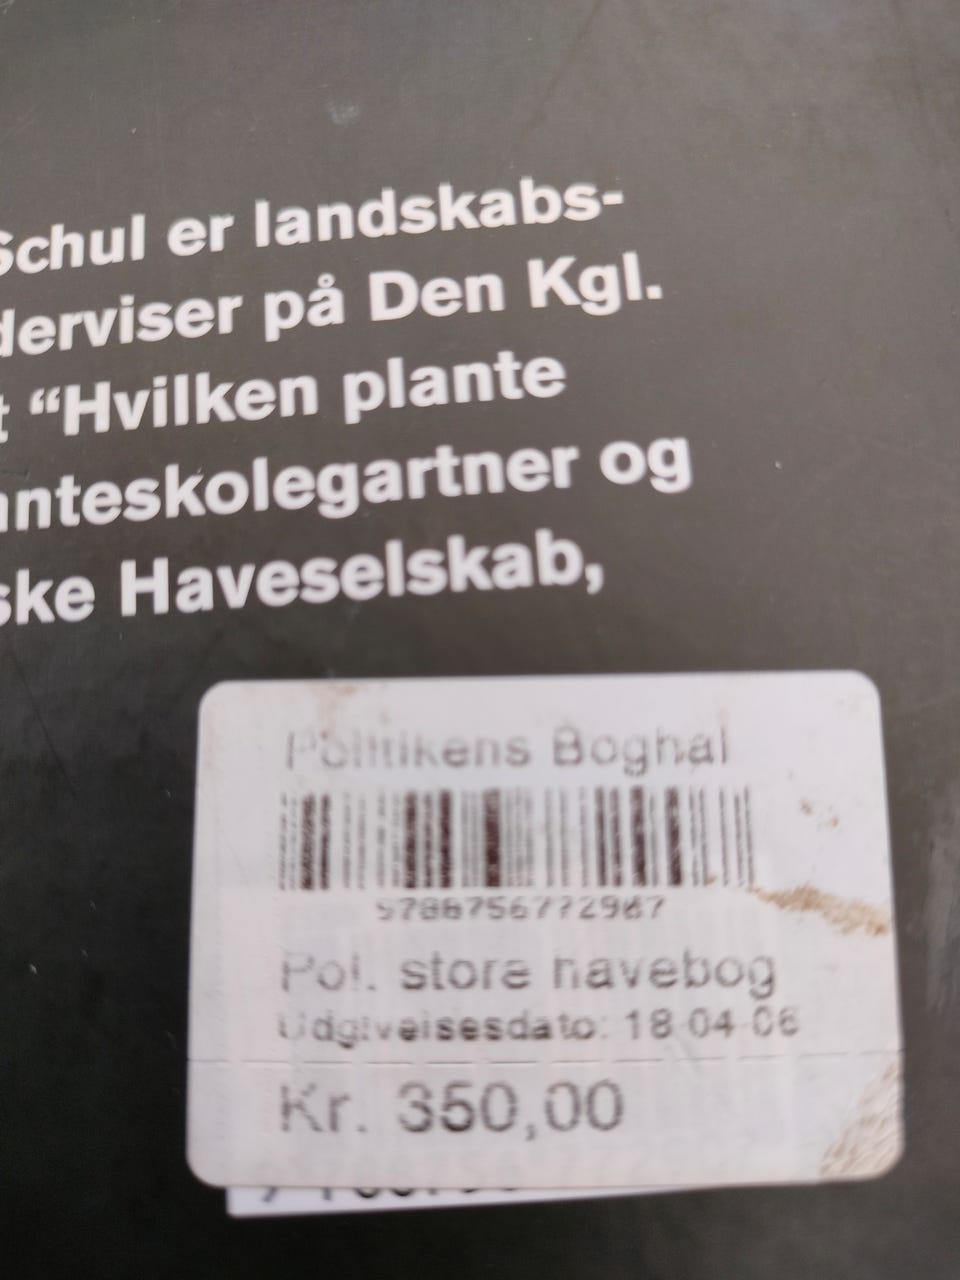 Schul er landskabs-
derviser på Den Kgl.
t “Hvilken plante
nteskolegartner og
ske Haveselskab,
Politikens Boghal
Pol. store havebog
Udgivelsesdato: 18 04 06
Kr. 350,00